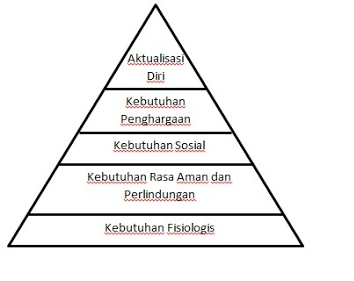 Aktualisasi
Diri
Kebutuhan
Penghargaan
Kebutuhan Sosial
Kebutuhan Rasa Aman dan
Perlindungan
Kebutuhan Fisiologis